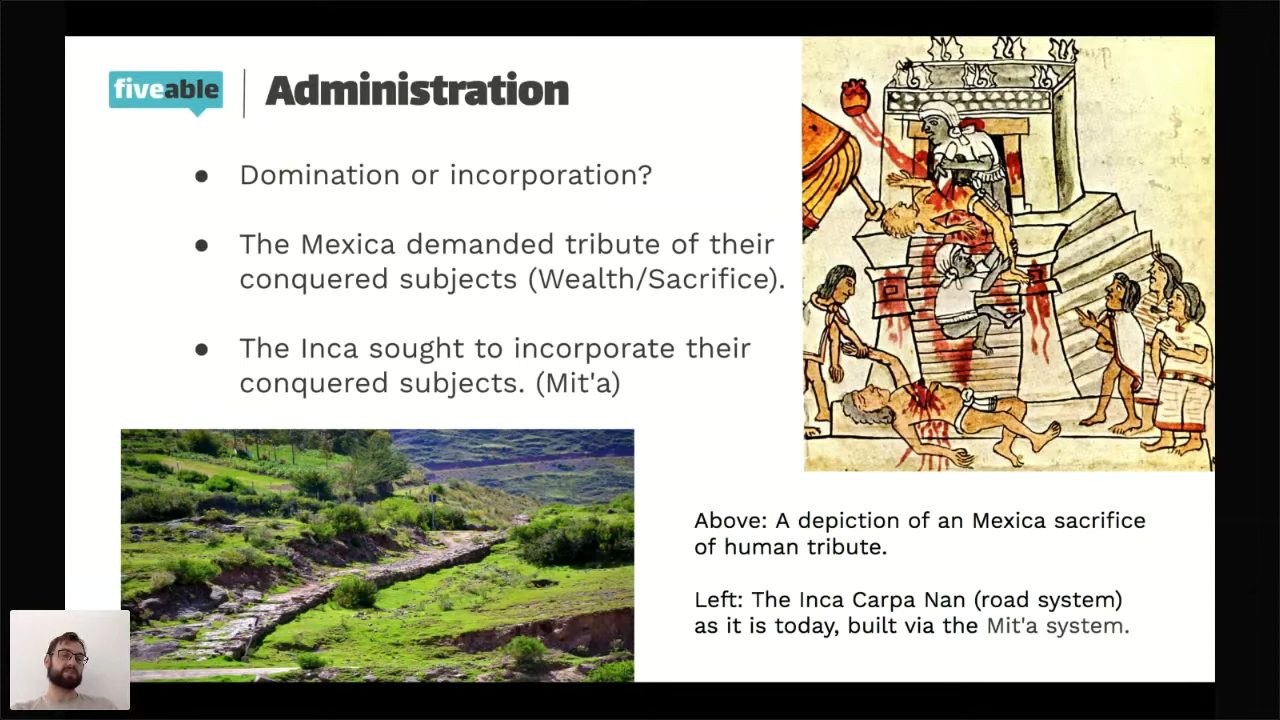 fiveable
Administration
● Domination or incorporation?
● The Mexica demanded tribute of their
conquered subjects (Wealth/Sacrifice).
● The Inca sought to incorporate their
conquered subjects. (Mit'a)
Above: A depiction of an Mexica sacrifice
of human tribute.
Left: The Inca Carpa Nan (road system)
as it is today, built via the Mit'a system.